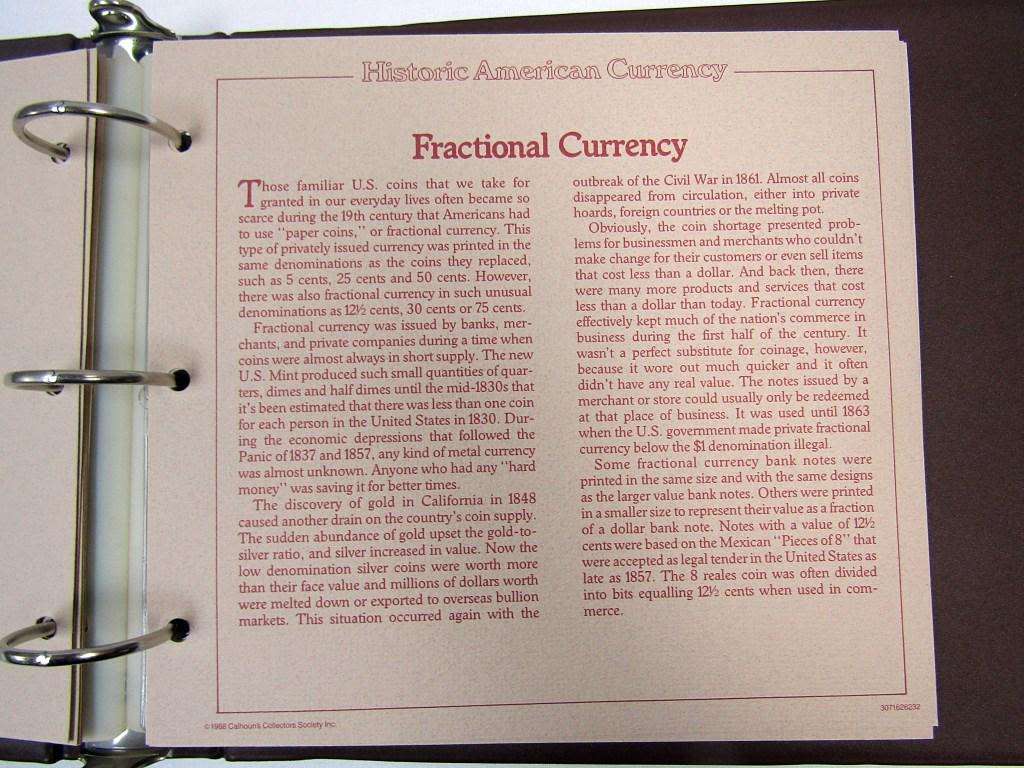 Historic American Currency
Fractional Currency
Those familiar U.S. coins that we take for
granted in our everyday lives often became so
scarce during the 19th century that Americans had
to use "paper coins," or fractional currency. This
type of privately issued currency was printed in the
same denominations as the coins they replaced,
such as 5 cents, 25 cents and 50 cents. However,
there was also fractional currency in such unusual
denominations as 12½ cents, 30 cents or 75 cents.
Fractional currency was issued by banks, mer-
chants, and private companies during a time when
coins were almost always in short supply. The new
U.S. Mint produced such small quantities of quar-
ters, dimes and half dimes until the mid-1830s that
it's been estimated that there was less than one coin
for each person in the United States in 1830. Dur-
ing the economic depressions that followed the
Panic of 1837 and 1857, any kind of metal currency
was almost unknown. Anyone who had any "hard
money" was saving it for better times.
The discovery of gold in California in 1848
caused another drain on the country's coin supply.
The sudden abundance of gold upset the gold-to-
silver ratio, and silver increased in value. Now the
low denomination silver coins were worth more
than their face value and millions of dollars worth
were melted down or exported to overseas bullion
markets. This situation occurred again with the
outbreak of the Civil War in 1861. Almost all coins
disappeared from circulation, either into private
hoards, foreign countries or the melting pot.
Obviously, the coin shortage presented prob-
lems for businessmen and merchants who couldn't
make change for their customers or even sell items
that cost less than a dollar. And back then, there
were many more products and services that cost
less than a dollar than today. Fractional currency
effectively kept much of the nation's commerce in
business during the first half of the century. It
wasn't a perfect substitute for coinage, however,
because it wore out much quicker and it often
didn't have any real value. The notes issued by a
merchant or store could usually only be redeemed
at that place of business. It was used until 1863
when the U.S. government made private fractional
currency below the $1 denomination illegal.
Some fractional currency bank notes were
printed in the same size and with the same designs
as the larger value bank notes. Others were printed
in a smaller size to represent their value as a fraction
of a dollar bank note. Notes with a value of 12½
cents were based on the Mexican "Pieces of 8" that
were accepted as legal tender in the United States as
late as 1857. The 8 reales coin was often divided
into bits equalling 12½ cents when used in com-
merce.
©1988 Calhoun's Collectors Society Inc.
3071626232